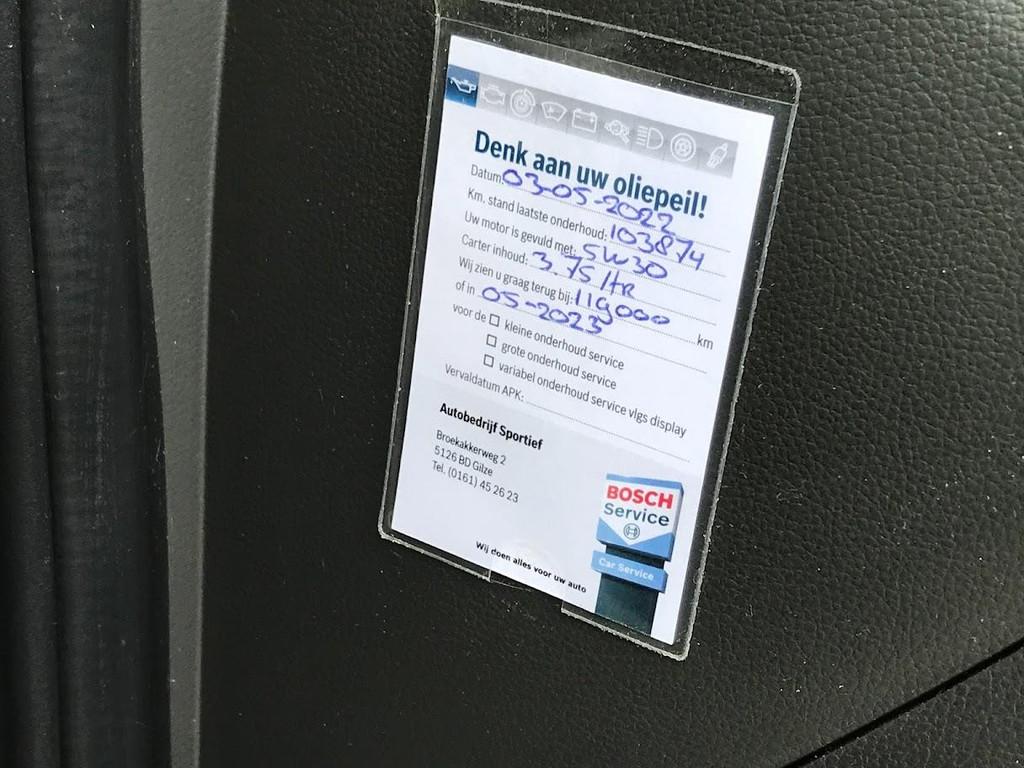 Denk aan uw oliepeil!
Datum: 03-05-2022
Km. stand laatste onderhoud: 103874
Uw motor is gevuld met: 5W30
Carter inhoud: 3.75 ltr
Wij zien u graag terug bij: 119000 km
of in 05-2023
voor de kleine onderhoud service
grote onderhoud service
variabel onderhoud service vlgs display
Vervaldatum APK:
Autobedrijf Sportief
Broekakkerweg 2
5126 BD Gilze
Tel. (0161) 45 26 23
BOSCH
Service
Car Service
Wij doen alles voor uw auto